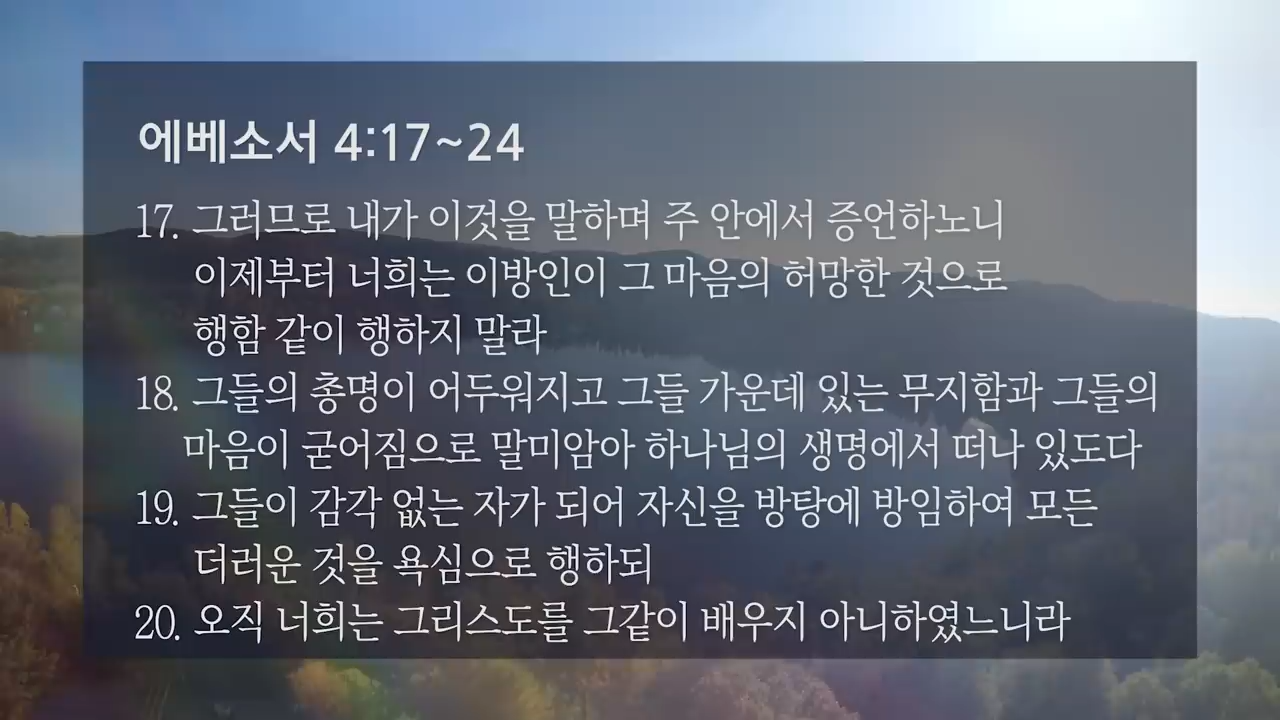 에베소서 4:17~24
17. 그러므로 내가 이것을 말하며 주 안에서 증언하노니
이제부터 너희는 이방인이 그 마음의 허망한 것으로
행함 같이 행하지 말라
18. 그들의 총명이 어두워지고 그들 가운데 있는 무지함과 그들의
마음이 굳어짐으로 말미암아 하나님의 생명에서 떠나 있도다
19. 그들이 감각 없는 자가 되어 자신을 방탕에 방임하여 모든
더러운 것을 욕심으로 행하되
20. 오직 너희는 그리스도를 그같이 배우지 아니하였느니라